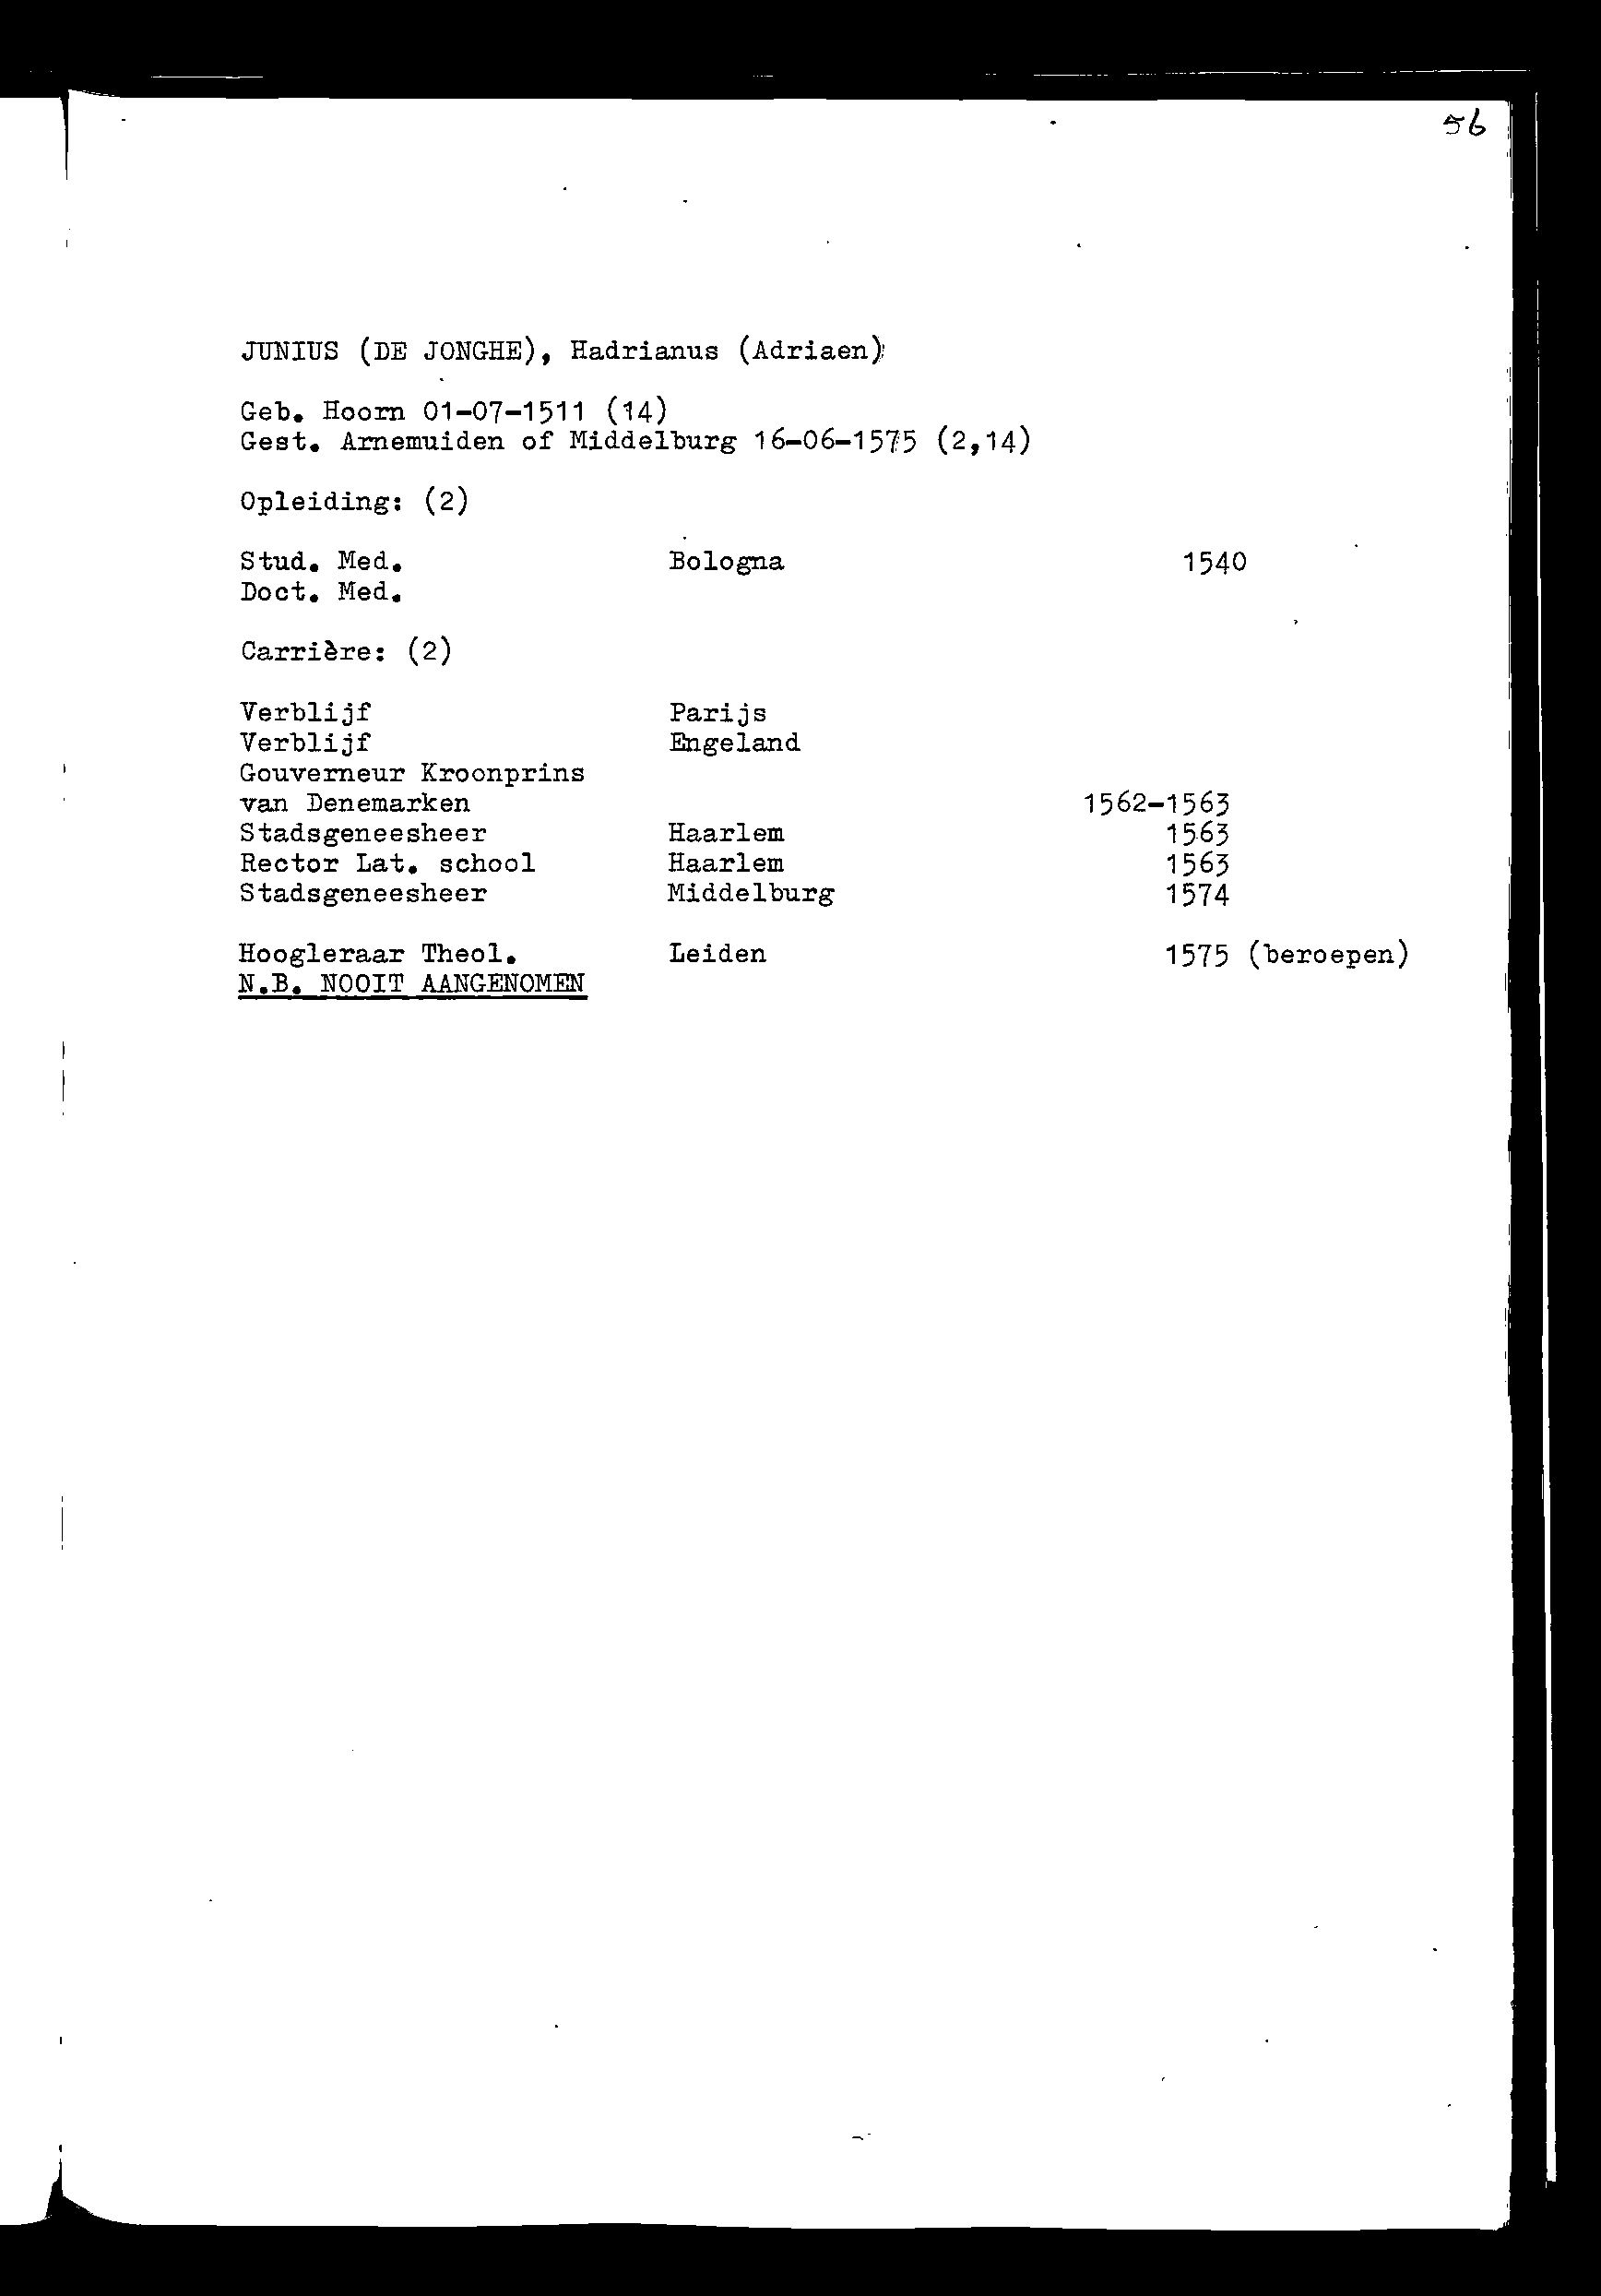 56
JUNIUS (DE JONGHE), Hadrianus (Adriaen)
Geb. Hoorn 01-07-1511 (14)
Gest. Arnemuiden of Middelburg 16-06-1575 (2,14)
Opleiding: (2)
Stud. Med. Bologna 1540
Doct. Med.
Carrière: (2)
Verblijf Parijs
Verblijf Engeland
Gouverneur Kroonprins
van Denemarken 1562-1563
Stadsgeneesheer Haarlem 1563
Rector Lat. school Haarlem 1563
Stadsgeneesheer Middelburg 1574
Hoogleraar Theol. Leiden 1575 (beroepen)
N.B. NOOIT AANGENOMEN